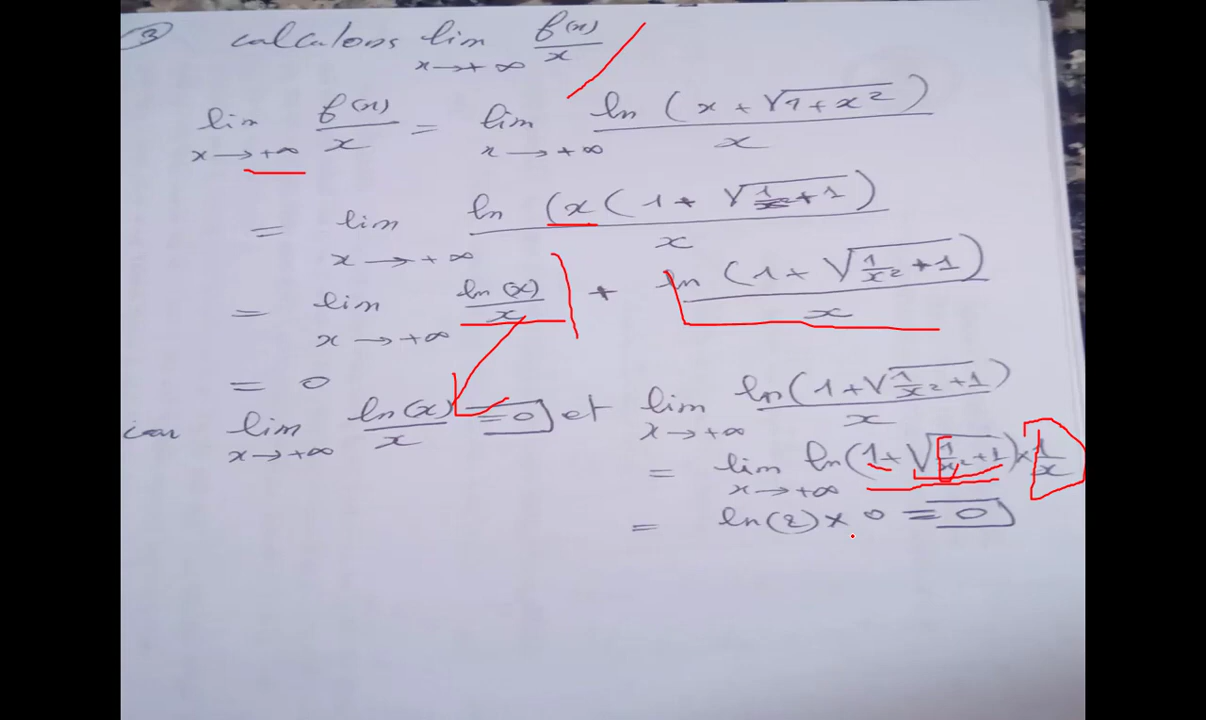 3) calculons lim x→+∞ f(x)/x
lim x→+∞ f(x)/x = lim x→+∞ ln(x+√(1+x²))/x
= lim x→+∞ ln(x(1+√(1/x²+1))/x
= lim x→+∞ ln(x)/x + ln(1+√(1/x²+1))/x
= 0
car lim x→+∞ ln(x)/x = 0 et lim x→+∞ ln(1+√(1/x²+1))/x
= lim x→+∞ ln(1+√(1/x²+1))×1/x
= ln(2)×0 = 0